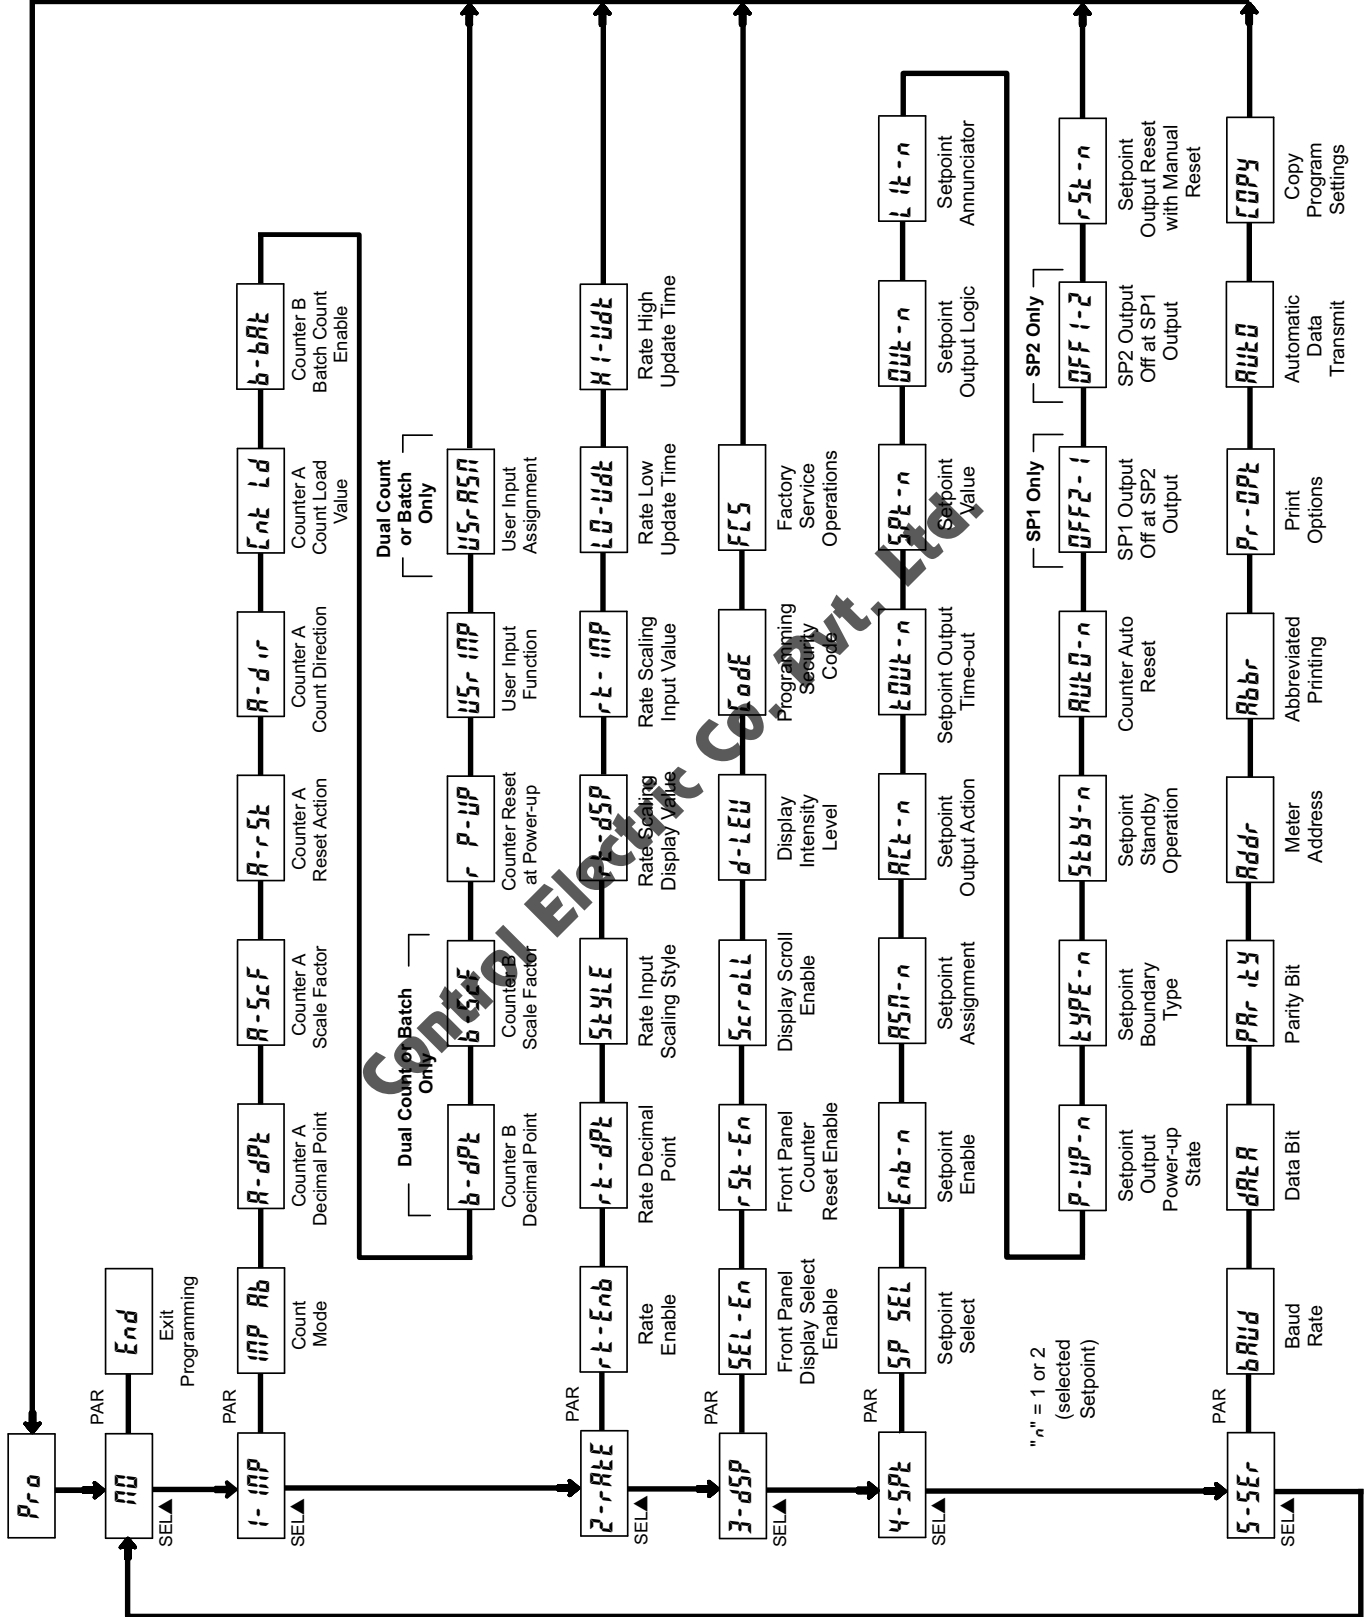 Pro
NO
PAR
End
Exit
Programming
SEL▲
1-INP
PAR
INP Ab
Count
Mode
A-dPt
Counter A
Decimal Point
A-ScF
Counter A
Scale Factor
A-rSt
Counter A
Reset Action
A-dir
Counter A
Count Direction
Cnt Ld
Counter A
Count Load
Value
b-bAt
Counter B
Batch Count
Enable
SEL▲
Dual Count or Batch
Only
b-dPt
Counter B
Decimal Point
b-ScF
Counter B
Scale Factor
r P-UP
Counter Reset
at Power-up
USr INP
User Input
Function
Dual Count
or Batch
Only
USrASN
User Input
Assignment
2-rAtE
PAR
rt-Enb
Rate
Enable
rt-dPt
Rate Decimal
Point
StYLE
Rate Input
Scaling Style
rt-dSP
Rate Scaling
Display Value
rt-INP
Rate Scaling
Input Value
LO-Udt
Rate Low
Update Time
HI-Udt
Rate High
Update Time
SEL▲
3-dSP
PAR
SEL-En
Front Panel
Display Select
Enable
rSt-En
Front Panel
Counter
Reset Enable
ScroLL
Display Scroll
Enable
d-LEV
Display
Intensity
Level
CodE
Programming
Security
Code
FCS
Factory
Service
Operations
SEL▲
4-SPt
PAR
SP SEL
Setpoint
Select
Enb-n
Setpoint
Enable
ASN-n
Setpoint
Assignment
ACt-n
Setpoint
Output Action
tOUt-n
Setpoint Output
Time-out
SPt-n
Setpoint
Value
OUt-n
Setpoint
Output Logic
LIt-n
Setpoint
Annunciator
SEL▲
"n" = 1 or 2
(selected
Setpoint)
P-UP-n
Setpoint
Output
Power-up
State
tYPE-n
Setpoint
Boundary
Type
Stby-n
Setpoint
Standby
Operation
AUtO-n
Counter Auto
Reset
SP1 Only
OFF2-1
SP1 Output
Off at SP2
Output
SP2 Only
OFF1-2
SP2 Output
Off at SP1
Output
rSt-n
Setpoint
Output Reset
with Manual
Reset
5-SEr
PAR
bAUd
Baud
Rate
dAtA
Data Bit
PAritY
Parity Bit
Addr
Meter
Address
Abbr
Abbreviated
Printing
Pr-OPt
Print
Options
AUtO
Automatic
Data
Transmit
COPY
Copy
Program
Settings
SEL▲
Control Electric Co. Pvt. Ltd.